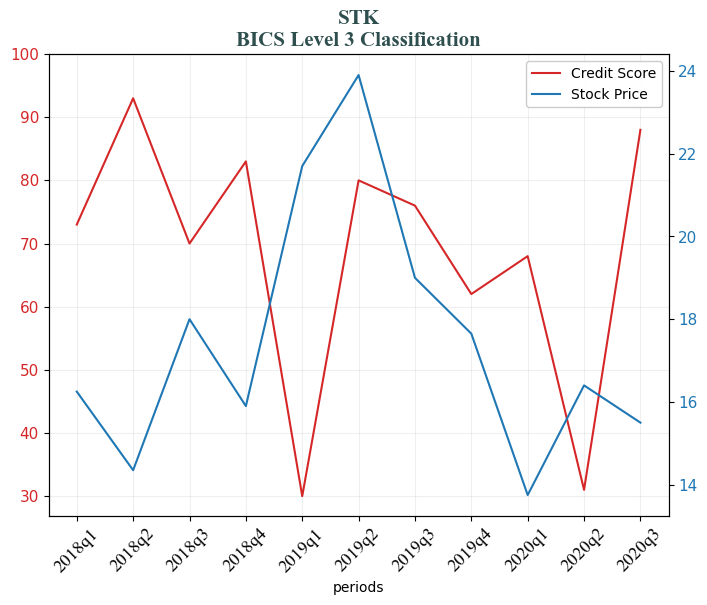 STK
BICS Level 3 Classification
Credit Score
Stock Price
100
90
80
70
60
50
40
30
24
22
20
18
16
14
2018q1
2018q2
2018q3
2018q4
2019q1
2019q2
2019q3
2019q4
2020q1
2020q2
2020q3
periods